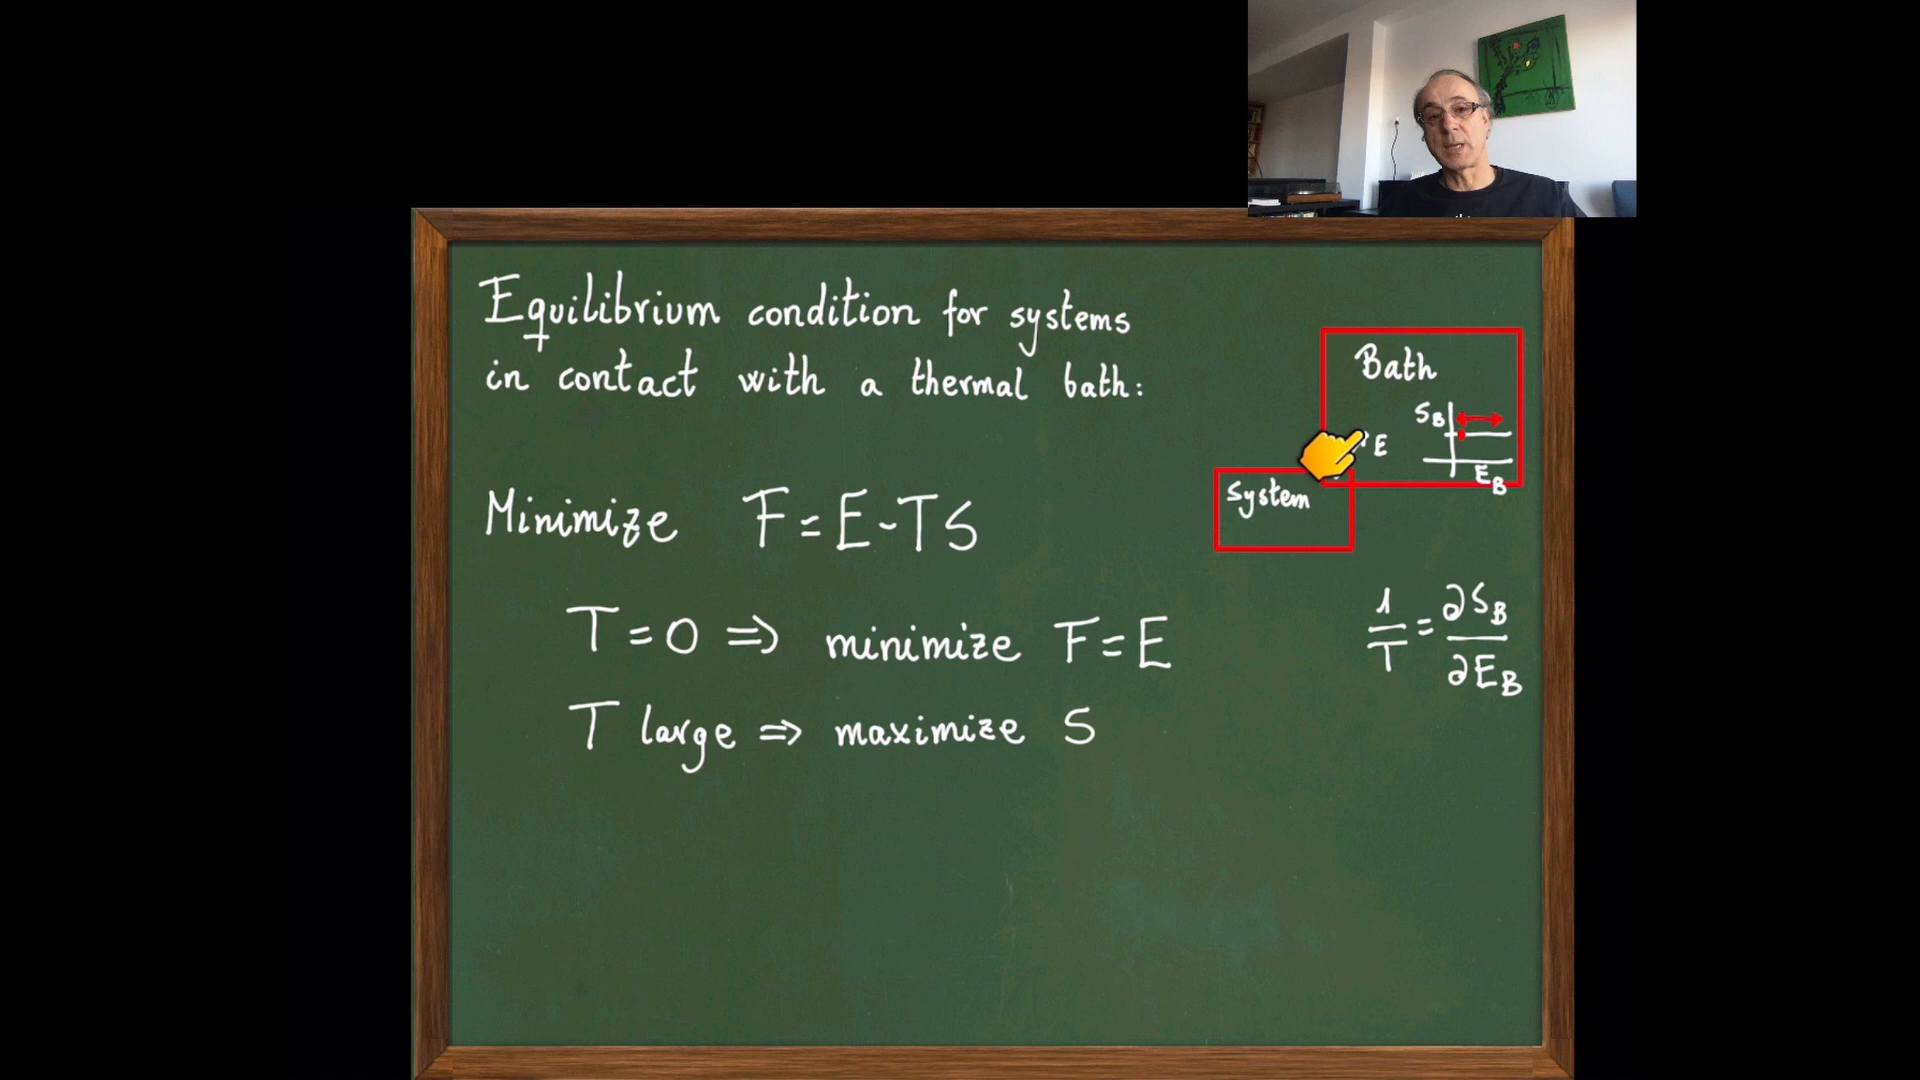 Equilibrium condition for systems
in contact with a thermal bath:
Minimize F=E-TS
T=0 ⇒ minimize F=E
T large ⇒ maximize S
Bath
S_B
E
E_B
System
1/T = ∂S_B/∂E_B